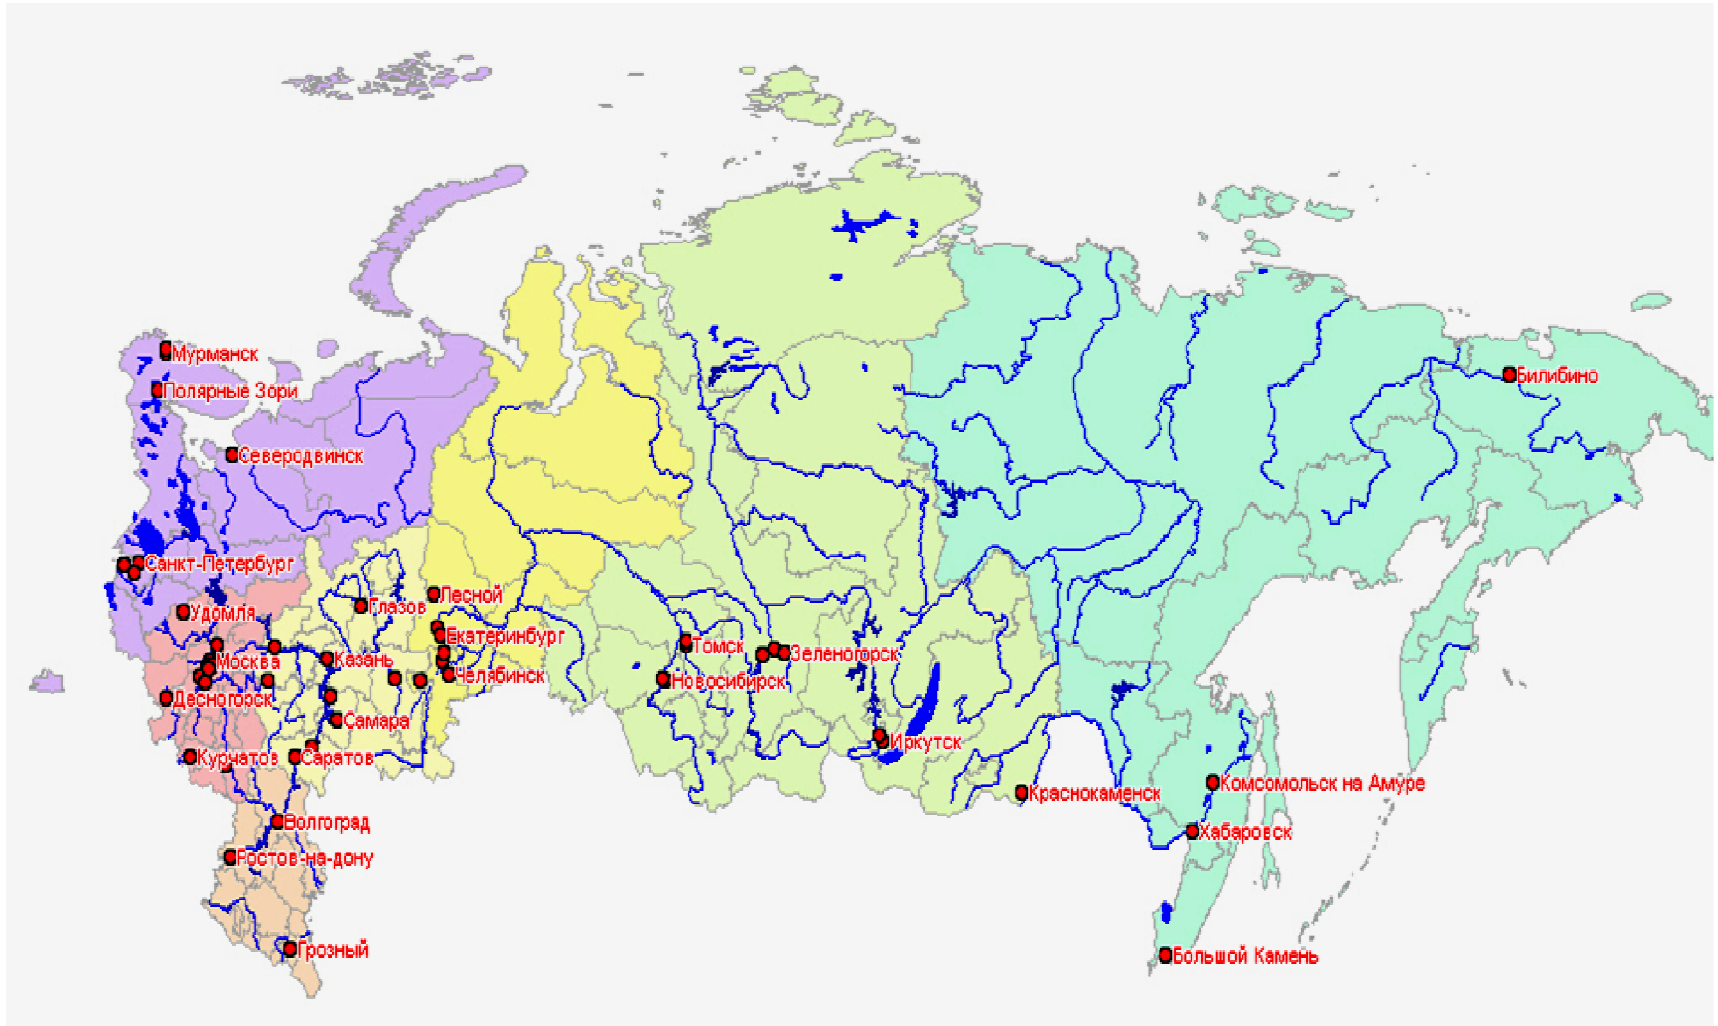 Мурманск
Полярные Зори
Билибино
Северодвинск
Санкт-Петербург
Лесной
Глазов
Удомля
Екатеринбург
Томск
Зеленогорск
Москва
Казань
Челябинск
Новосибирск
Десногорск
Самара
Иркутск
Курчатов
Саратов
Комсомольск на Амуре
Краснокаменск
Волгоград
Хабаровск
Ростов-на-дону
Грозный
Большой Камень